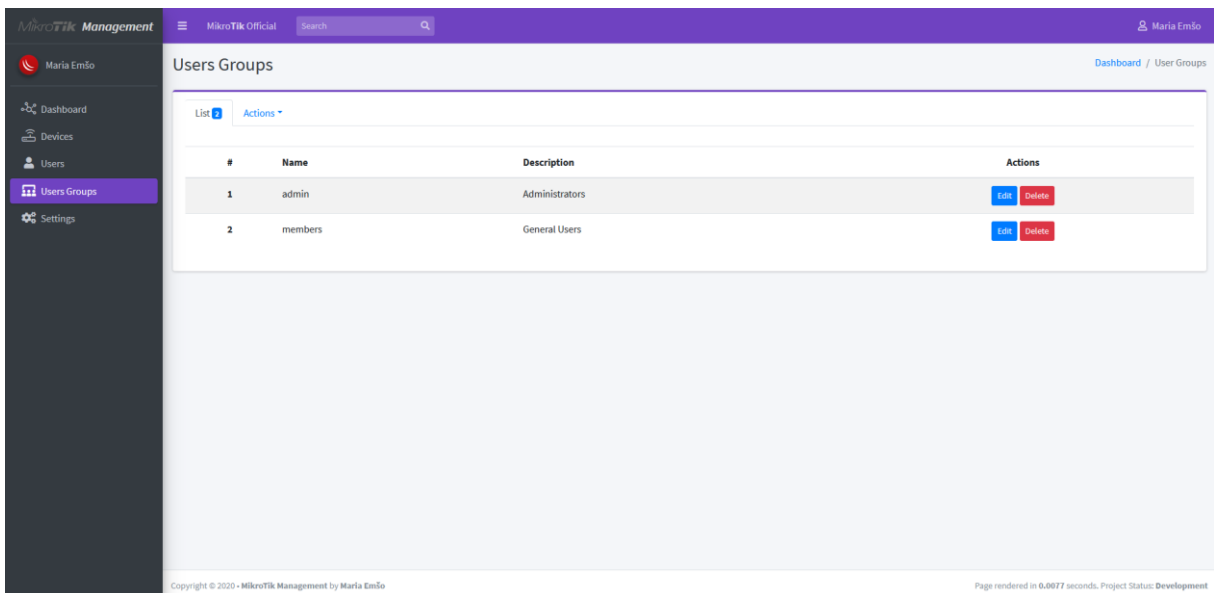 MikroTik Management
MikroTik Official
Search
Maria Emšo
Maria Emšo
Dashboard
Devices
Users
Users Groups
Settings
Users Groups
Dashboard / User Groups
List 2
Actions
# Name Description Actions
1 admin Administrators Edit Delete
2 members General Users Edit Delete
Copyright © 2020 - MikroTik Management by Maria Emšo
Page rendered in 0.0077 seconds. Project Status: Development